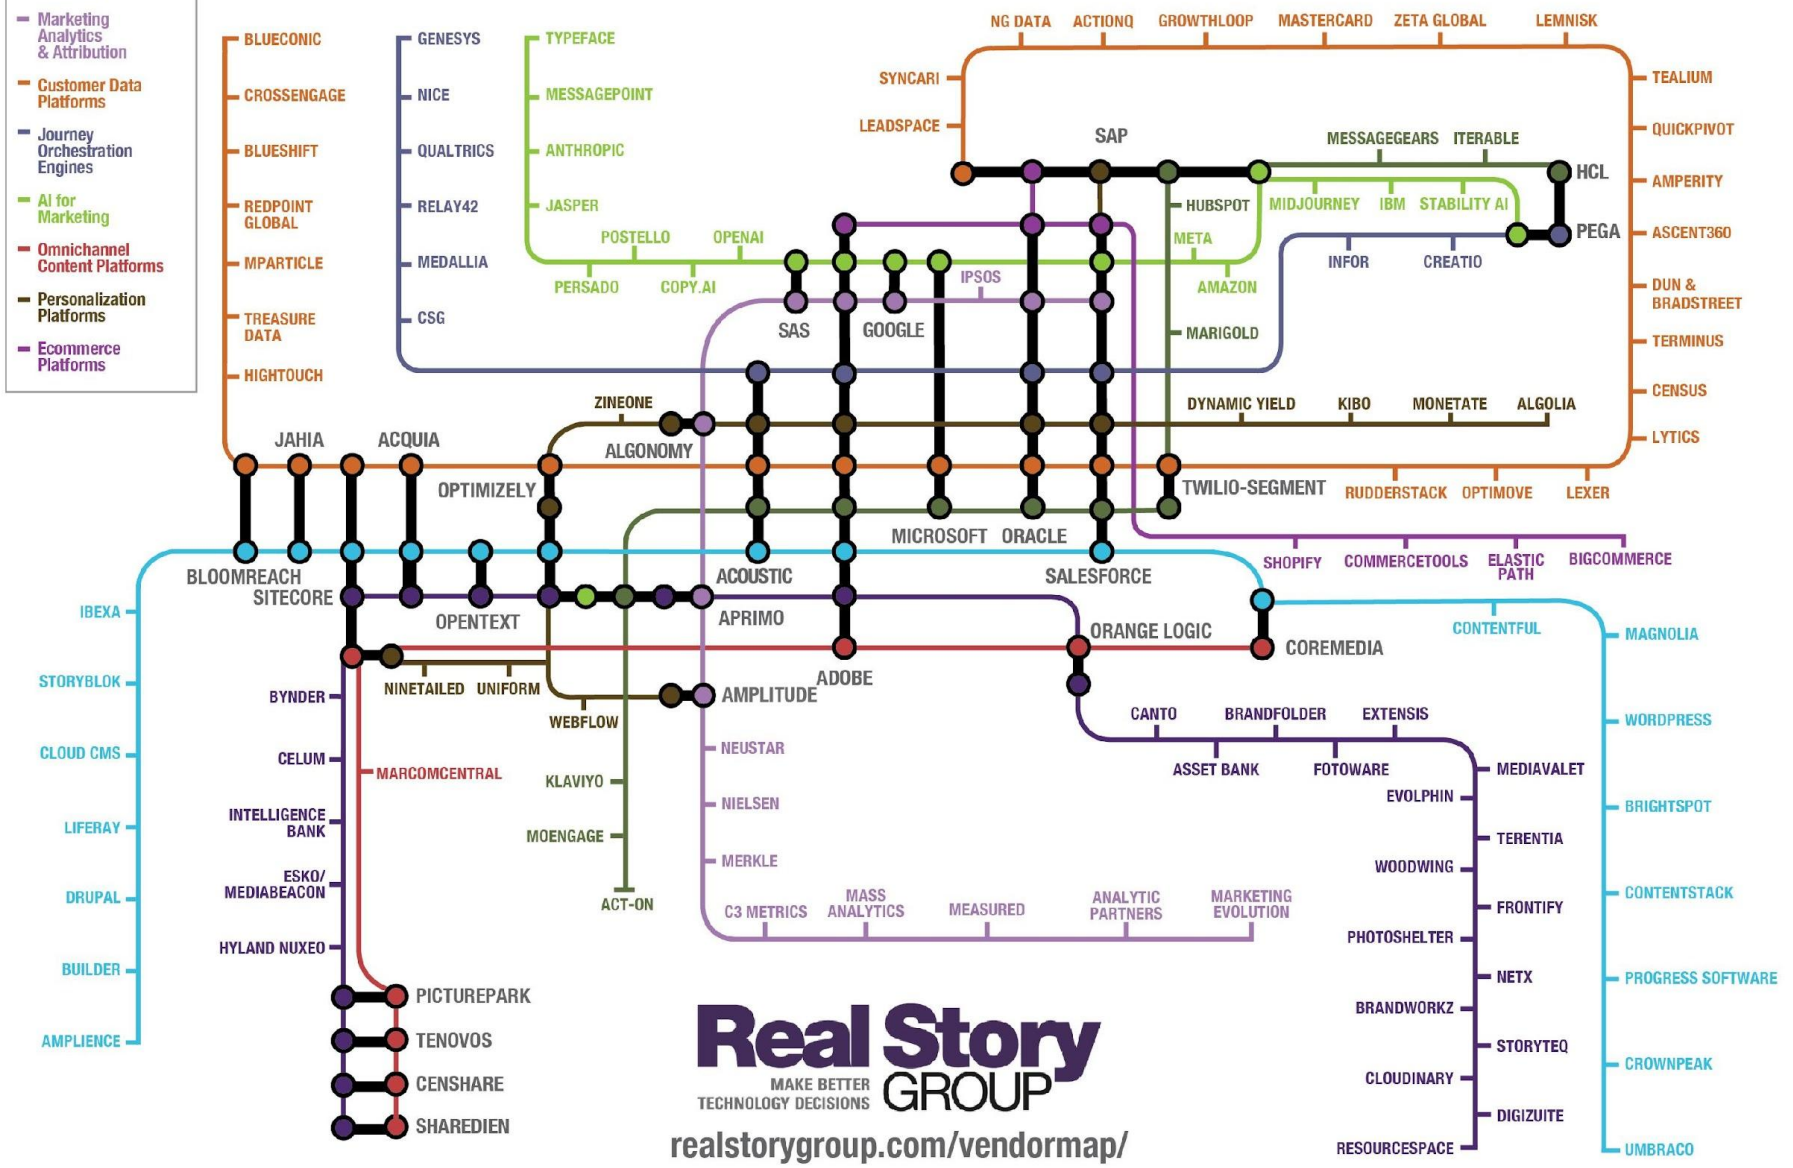 Marketing
Analytics
& Attribution
Customer Data
Platforms
Journey
Orchestration
Engines
AI for
Marketing
Omnichannel
Content Platforms
Personalization
Platforms
Ecommerce
Platforms
BLUECONIC
CROSSENGAGE
BLUESHIFT
REDPOINT
GLOBAL
MPARTICLE
TREASURE
DATA
HIGHTOUCH
GENESYS
NICE
QUALTRICS
RELAY42
MEDALLIA
CSG
TYPEFACE
MESSAGEPOINT
ANTHROPIC
JASPER
POSTELLO
OPENAI
PERSADO
COPY.AI
NG DATA
ACTIONQ
GROWTHLOOP
MASTERCARD
ZETA GLOBAL
LEMNISK
SYNCARI
LEADSPACE
SAP
MESSAGEGEARS
ITERABLE
HCL
HUBSPOT
MIDJOURNEY
IBM
STABILITY AI
PEGA
META
INFOR
CREATIO
AMAZON
IPSOS
SAS
GOOGLE
MARIGOLD
TEALIUM
QUICKPIVOT
AMPERITY
ASCENT360
DUN &
BRADSTREET
TERMINUS
CENSUS
LYTICS
ZINEONE
ALGONOMY
DYNAMIC YIELD
KIBO
MONETATE
ALGOLIA
JAHIA
ACQUIA
OPTIMIZELY
TWILIO-SEGMENT
RUDDERSTACK
OPTIMOVE
LEXER
MICROSOFT
ORACLE
SHOPIFY
COMMERCETOOLS
ELASTIC
PATH
BIGCOMMERCE
BLOOMREACH
SITECORE
OPENTEXT
ACOUSTIC
APRIMO
SALESFORCE
ORANGE LOGIC
COREMEDIA
CONTENTFUL
ADOBE
IBEXA
STORYBLOK
CLOUD CMS
LIFERAY
DRUPAL
BUILDER
AMPLIENCE
BYNDER
CELUM
INTELLIGENCE
BANK
ESKO/
MEDIABEACON
HYLAND NUXEO
NINETAILED
UNIFORM
WEBFLOW
AMPLITUDE
MARCOMCENTRAL
KLAVIYO
MOENGAGE
ACT-ON
NEUSTAR
NIELSEN
MERKLE
C3 METRICS
MASS
ANALYTICS
MEASURED
ANALYTIC
PARTNERS
MARKETING
EVOLUTION
PICTUREPARK
TENOVOS
CENSHARE
SHAREDIEN
CANTO
BRANDFOLDER
EXTENSIS
ASSET BANK
FOTOWARE
MEDIAVALET
EVOLPHIN
TERENTIA
WOODWING
FRONTIFY
PHOTOSHELTER
NETX
BRANDWORKZ
STORYTEQ
CLOUDINARY
DIGIZUITE
RESOURCESPACE
MAGNOLIA
WORDPRESS
BRIGHTSPOT
CONTENTSTACK
PROGRESS SOFTWARE
CROWNPEAK
UMBRACO
Real Story
GROUP
MAKE BETTER
TECHNOLOGY DECISIONS
realstorygroup.com/vendormap/